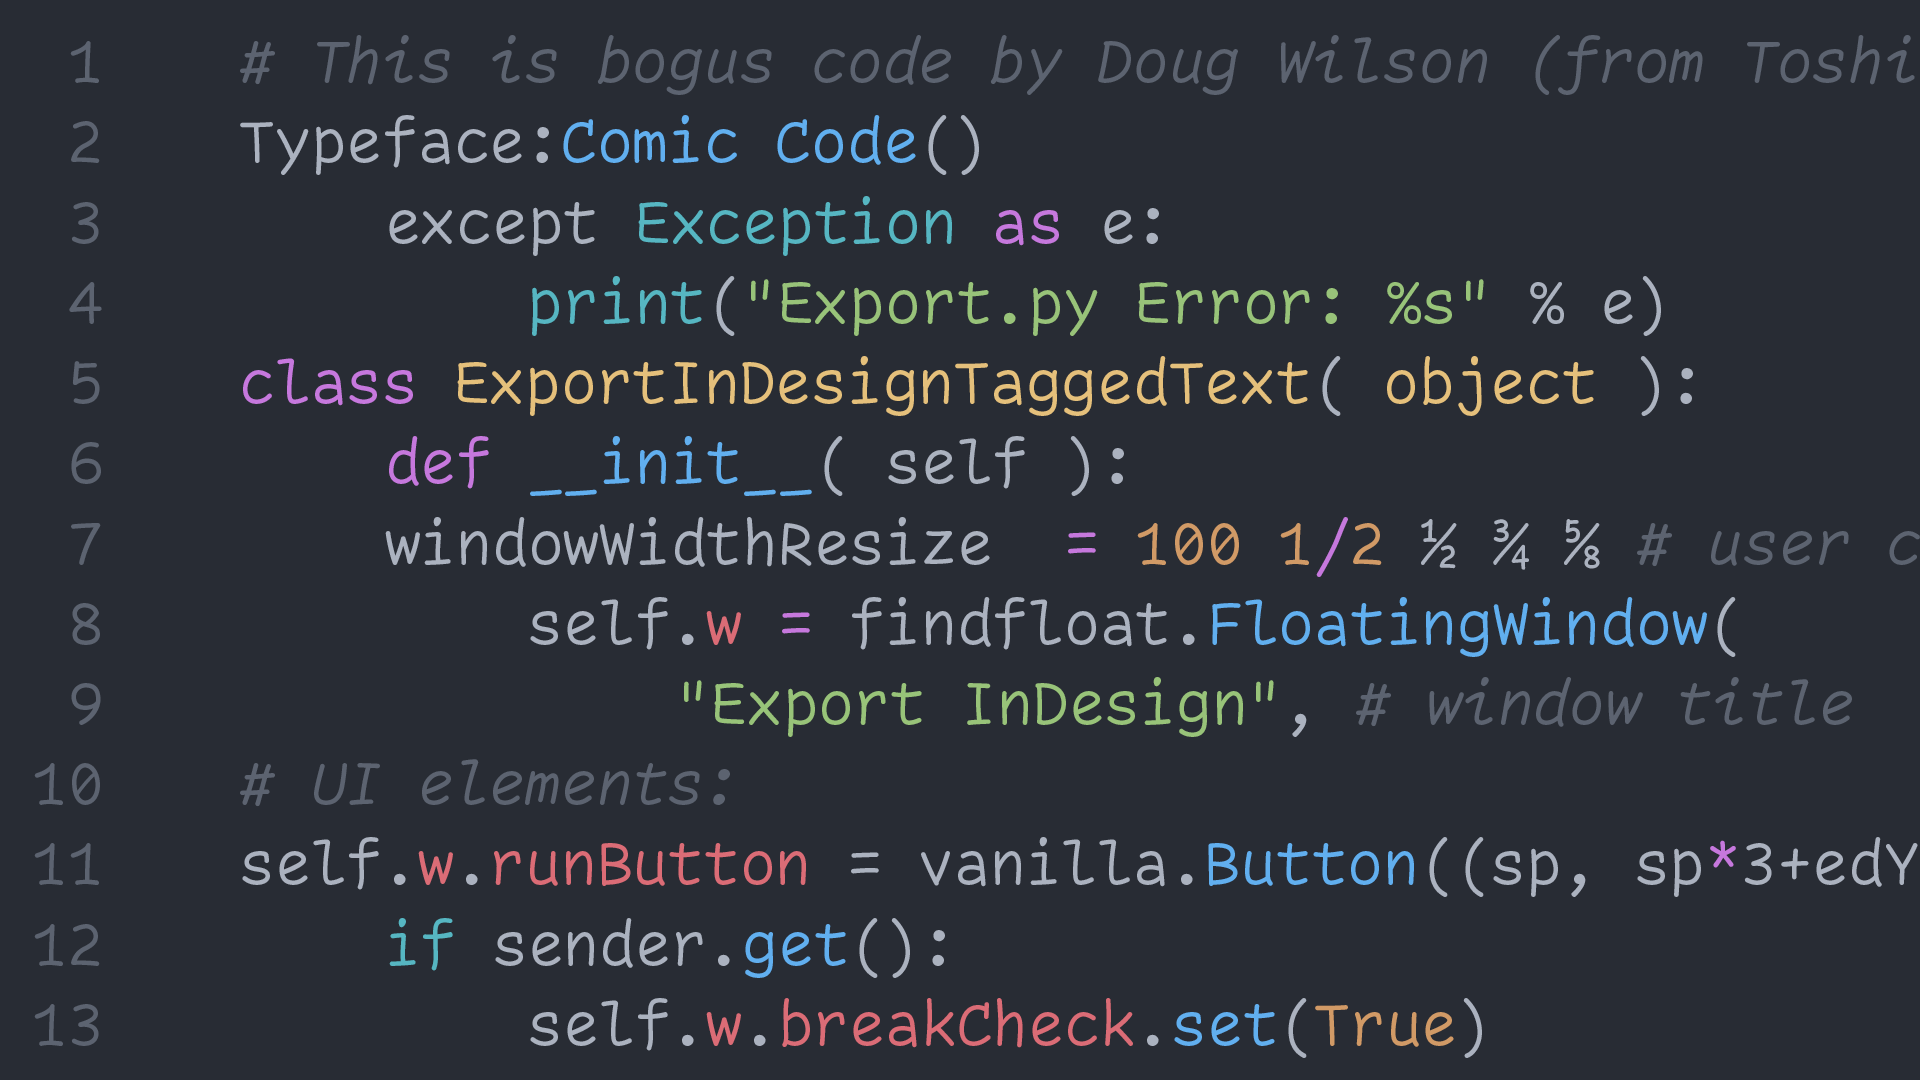 1 # This is bogus code by Doug Wilson (from Toshi
2 Typeface:Comic Code()
3 except Exception as e:
4 print("Export.py Error: %s" % e)
5 class ExportInDesignTaggedText( object ):
6 def __init__( self ):
7 windowWidthResize  = 100 1/2 ½ ¾ ⅝ # user c
8 self.w = findfloat.FloatingWindow(
9 "Export InDesign", # window title
10 # UI elements:
11 self.w.runButton = vanilla.Button((sp, sp*3+edY
12 if sender.get():
13 self.w.breakCheck.set(True)